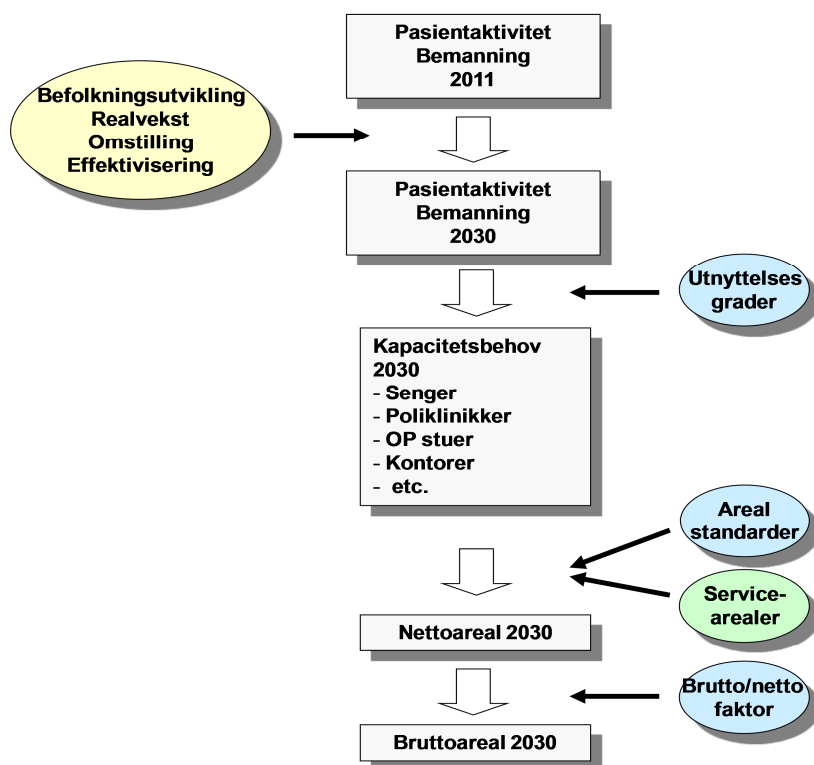 Pasientaktivitet
Bemanning
2011
Befolkningsutvikling
Realvekst
Omstilling
Effektivisering
Pasientaktivitet
Bemanning
2030
Utnyttelses
grader
Kapacitetsbehov
2030
- Senger
- Poliklinikker
- OP stuer
- Kontorer
- etc.
Areal
standarder
Service-
arealer
Nettoareal 2030
Brutto/netto
faktor
Bruttoareal 2030